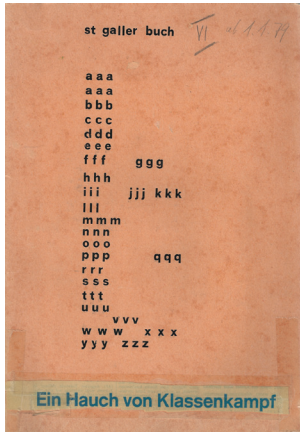 st galler buch VI
aaa
aaa
bbb
ccc
ddd
eee
fff ggg
hhh
iii jjj kkk
lll
mmm
nnn
ooo
ppp qqq
rrr
sss
ttt
uuu
vvv
www xxx
yyy zzz
Ein Hauch von Klassenkampf